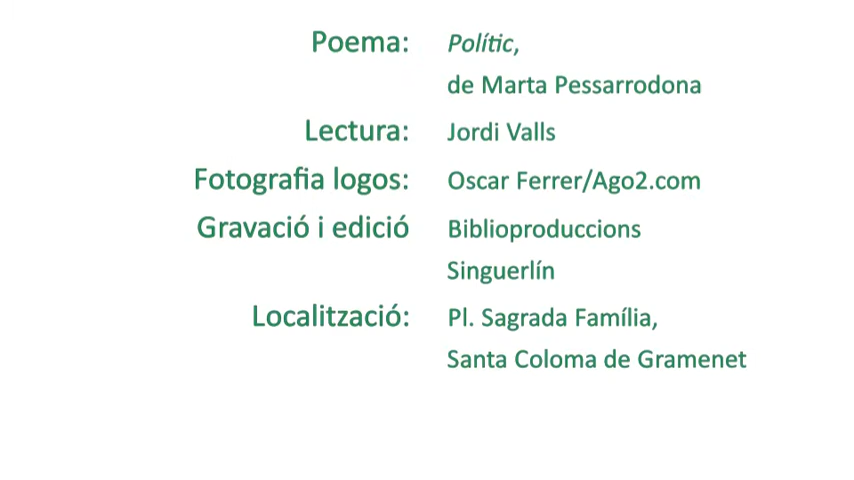 Poema: Polític,
de Marta Pessarrodona
Lectura: Jordi Valls
Fotografia logos: Oscar Ferrer/Ago2.com
Gravació i edició Biblioproduccions
Singuerlín
Localització: Pl. Sagrada Família,
Santa Coloma de Gramenet